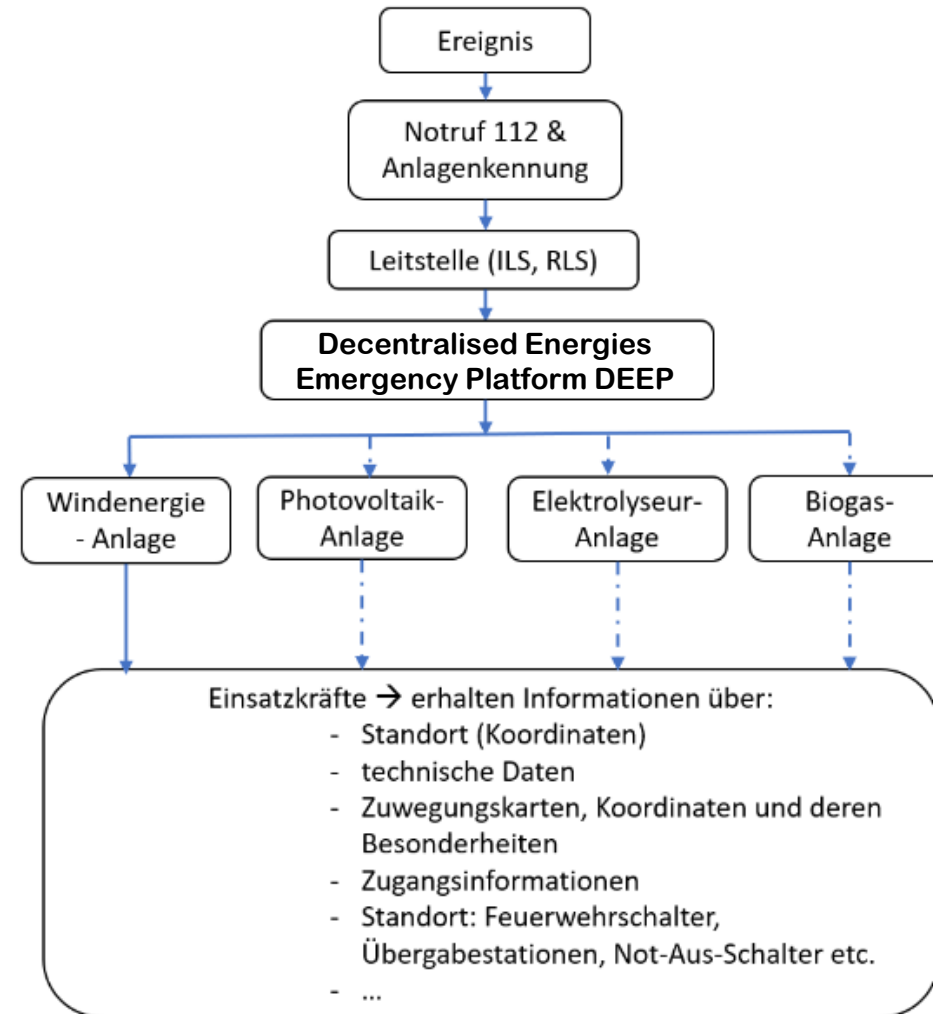 Ereignis
Notruf 112 &
Anlagenkennung
Leitstelle (ILS, RLS)
Decentralised Energies
Emergency Platform DEEP
Windenergie
- Anlage
Photovoltaik-
Anlage
Elektrolyseur-
Anlage
Biogas-
Anlage
Einsatzkräfte → erhalten Informationen über:
- Standort (Koordinaten)
- technische Daten
- Zuwegungskarten, Koordinaten und deren
Besonderheiten
- Zugangsinformationen
- Standort: Feuerwehrschalter,
Übergabestationen, Not-Aus-Schalter etc.
- ...